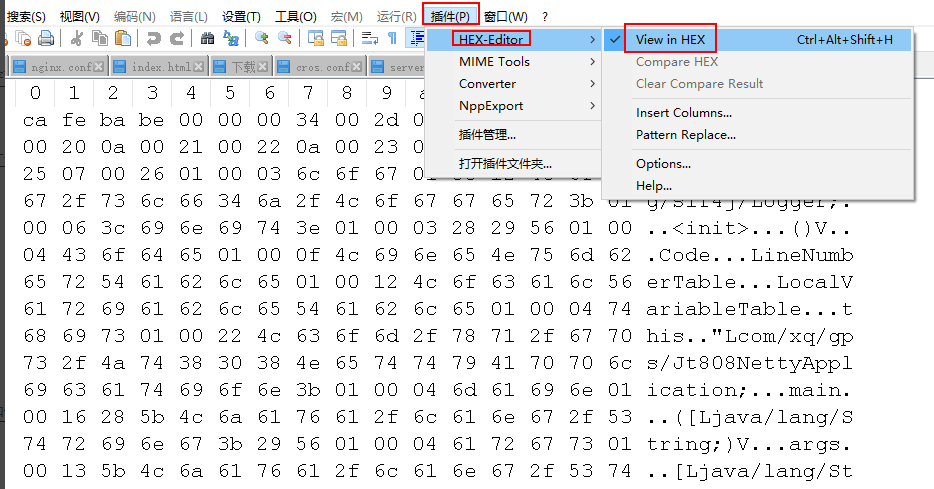 搜索(S) 视图(V) 编码(N) 语言(L) 设置(T) 工具(O) 宏(M) 运行(R) 插件(P) 窗口(W) ?
HEX-Editor
View in HEX Ctrl+Alt+Shift+H
nginx.conf index.html 下载 cros.conf server
MIME Tools
Compare HEX
Converter
Clear Compare Result
NppExport
Insert Columns...
插件管理...
Pattern Replace...
打开插件文件夹...
Options...
Help...
0 1 2 3 4 5 6 7 8 9
ca fe ba be 00 00 00 34 00 2d
00 20 0a 00 21 00 22 0a 00 23
25 07 00 26 01 00 03 6c 6f 67
67 2f 73 6c 66 34 6a 2f 4c 6f 67 67 65 72 3b 01 g/slf4j/Logger;.
00 06 3c 69 6e 69 74 3e 01 00 03 28 29 56 01 00 ..<init>...()V..
04 43 6f 64 65 01 00 0f 4c 69 6e 65 4e 75 6d 62 .Code...LineNumb
65 72 54 61 62 6c 65 01 00 12 4c 6f 63 61 6c 56 erTable...LocalV
61 72 69 61 62 6c 65 54 61 62 6c 65 01 00 04 74 ariableTable...t
68 69 73 01 00 22 4c 63 6f 6d 2f 78 71 2f 67 70 his.."Lcom/xq/gp
73 2f 4a 74 38 30 38 4e 65 74 74 79 41 70 70 6c s/Jt808NettyAppl
69 63 61 74 69 6f 6e 3b 01 00 04 6d 61 69 6e 01 ication;...main.
00 16 28 5b 4c 6a 61 76 61 2f 6c 61 6e 67 2f 53 ..([Ljava/lang/S
74 72 69 6e 67 3b 29 56 01 00 04 61 72 67 73 01 tring;)V...args.
00 13 5b 4c 6a 61 76 61 2f 6c 61 6e 67 2f 53 74 ..[Ljava/lang/St